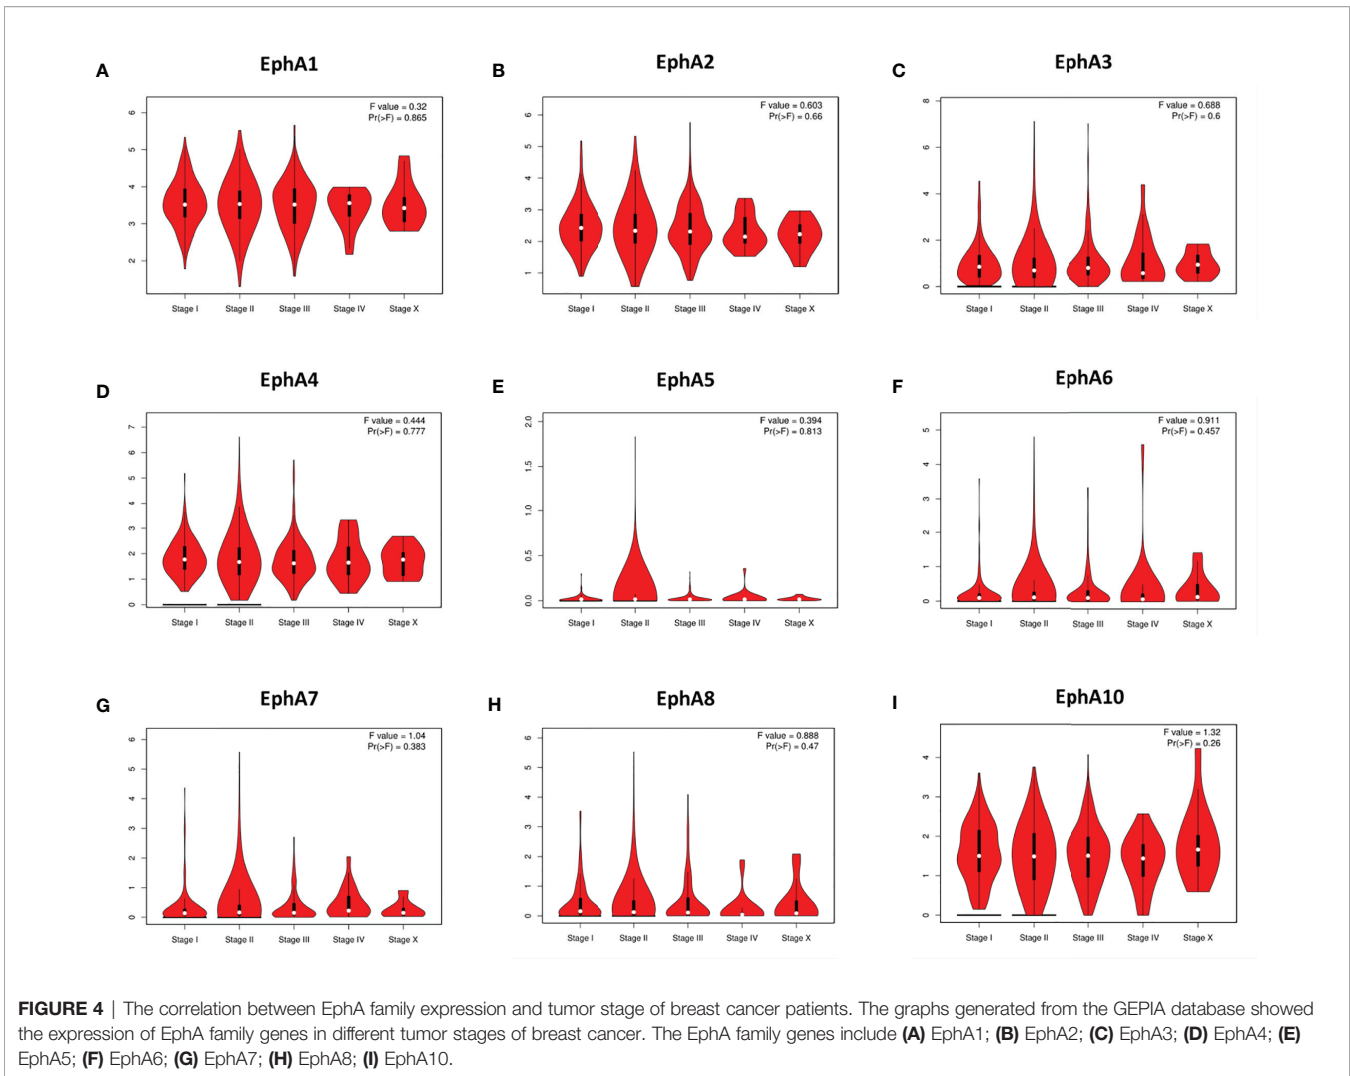 A
EphA1
F value = 0.32
Pr(>F) = 0.865
6
5
4
3
2
Stage I
Stage II
Stage III
Stage IV
Stage X
B
EphA2
F value = 0.603
Pr(>F) = 0.66
6
5
4
3
2
1
Stage I
Stage II
Stage III
Stage IV
Stage X
C
EphA3
F value = 0.688
Pr(>F) = 0.6
8
6
4
2
0
Stage I
Stage II
Stage III
Stage IV
Stage X
D
EphA4
F value = 0.444
Pr(>F) = 0.777
7
6
5
4
3
2
1
0
Stage I
Stage II
Stage III
Stage IV
Stage X
E
EphA5
F value = 0.394
Pr(>F) = 0.813
2.0
1.5
1.0
0.5
0.0
Stage I
Stage II
Stage III
Stage IV
Stage X
F
EphA6
F value = 0.911
Pr(>F) = 0.457
5
4
3
2
1
0
Stage I
Stage II
Stage III
Stage IV
Stage X
G
EphA7
F value = 1.04
Pr(>F) = 0.383
6
5
4
3
2
1
0
Stage I
Stage II
Stage III
Stage IV
Stage X
H
EphA8
F value = 0.888
Pr(>F) = 0.47
6
5
4
3
2
1
0
Stage I
Stage II
Stage III
Stage IV
Stage X
I
EphA10
F value = 1.32
Pr(>F) = 0.26
4
3
2
1
0
Stage I
Stage II
Stage III
Stage IV
Stage X
FIGURE 4 | The correlation between EphA family expression and tumor stage of breast cancer patients. The graphs generated from the GEPIA database showed
the expression of EphA family genes in different tumor stages of breast cancer. The EphA family genes include (A) EphA1; (B) EphA2; (C) EphA3; (D) EphA4; (E)
EphA5; (F) EphA6; (G) EphA7; (H) EphA8; (I) EphA10.